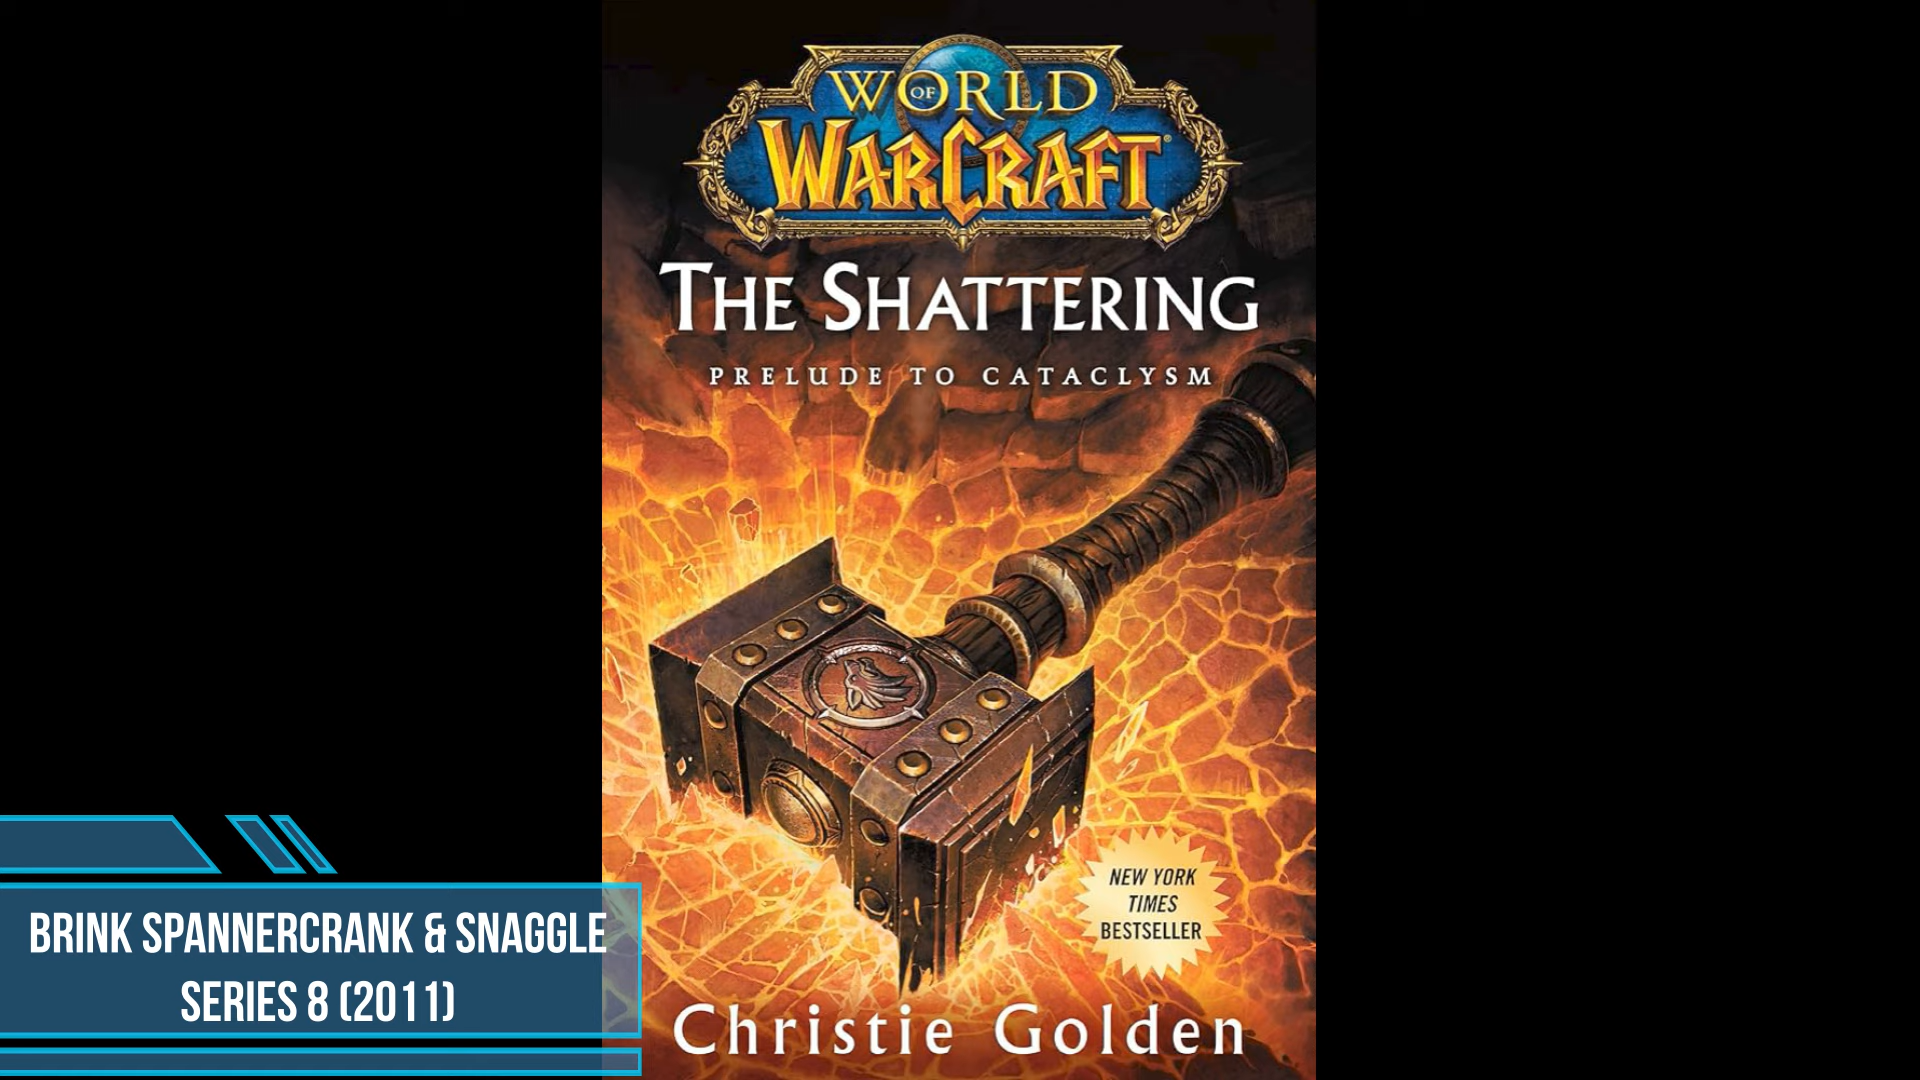 WORLD
OF
WARCRAFT
THE SHATTERING
PRELUDE TO CATACLYSM
NEW YORK
TIMES
BESTSELLER
BRINK SPANNERCRANK & SNAGGLE
SERIES 8 (2011)
Christie Golden